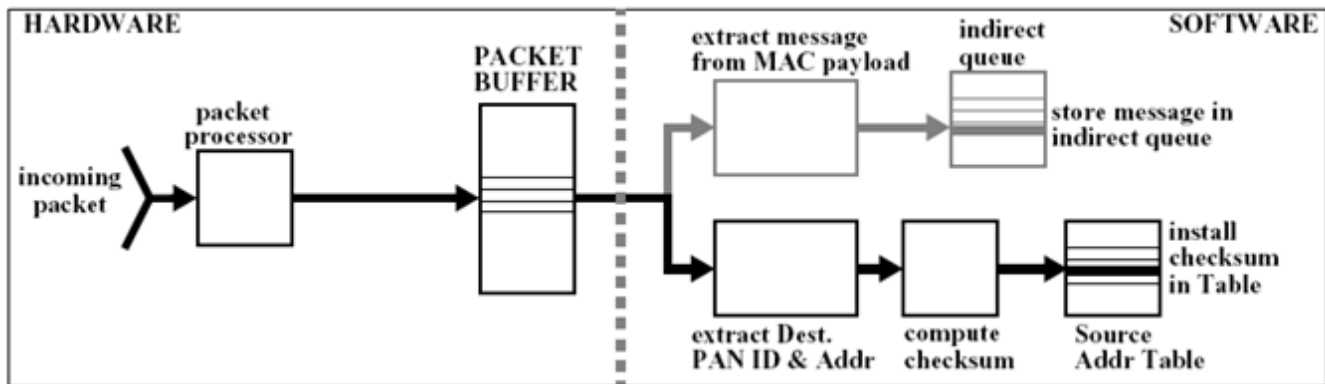 HARDWARE
SOFTWARE
extract message
from MAC payload
indirect
queue
PACKET
BUFFER
packet
processor
store message in
indirect queue
incoming
packet
install
checksum
in Table
extract Dest.
PAN ID & Addr
compute
checksum
Source
Addr Table